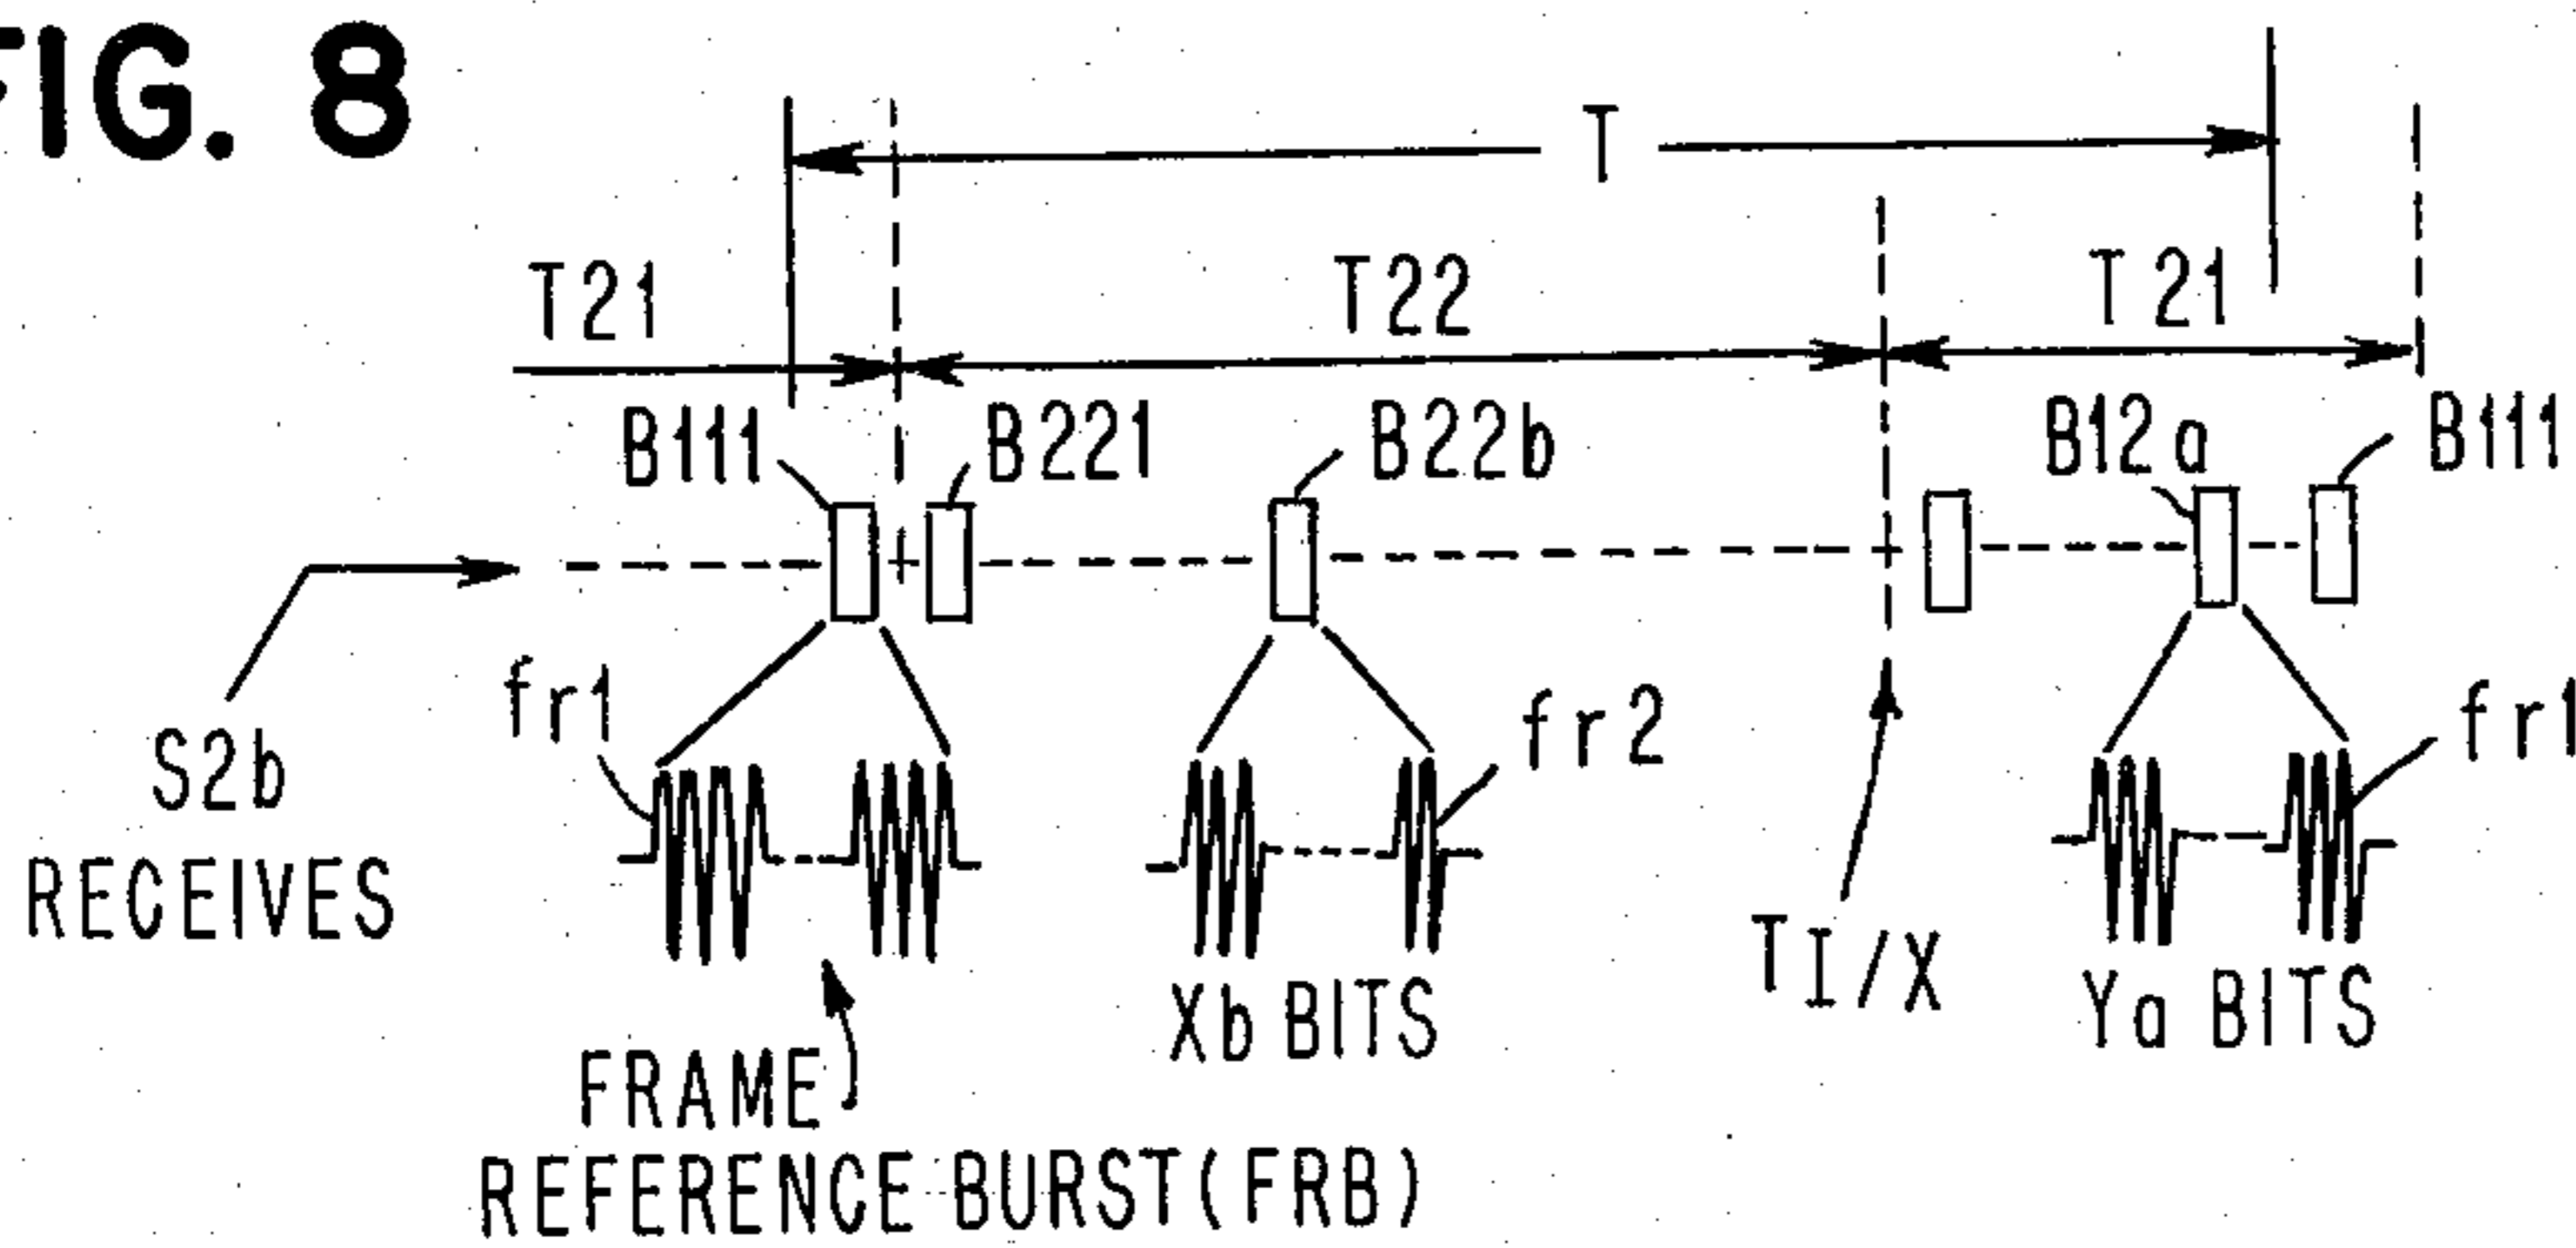 FIG. 8
T
T21
T22
T21
B111
B221
B22b
B12a
B111
fr1
fr2
fr1
S2b
RECEIVES
Xb BITS
TI/X
Ya BITS
FRAME
REFERENCE BURST (FRB)